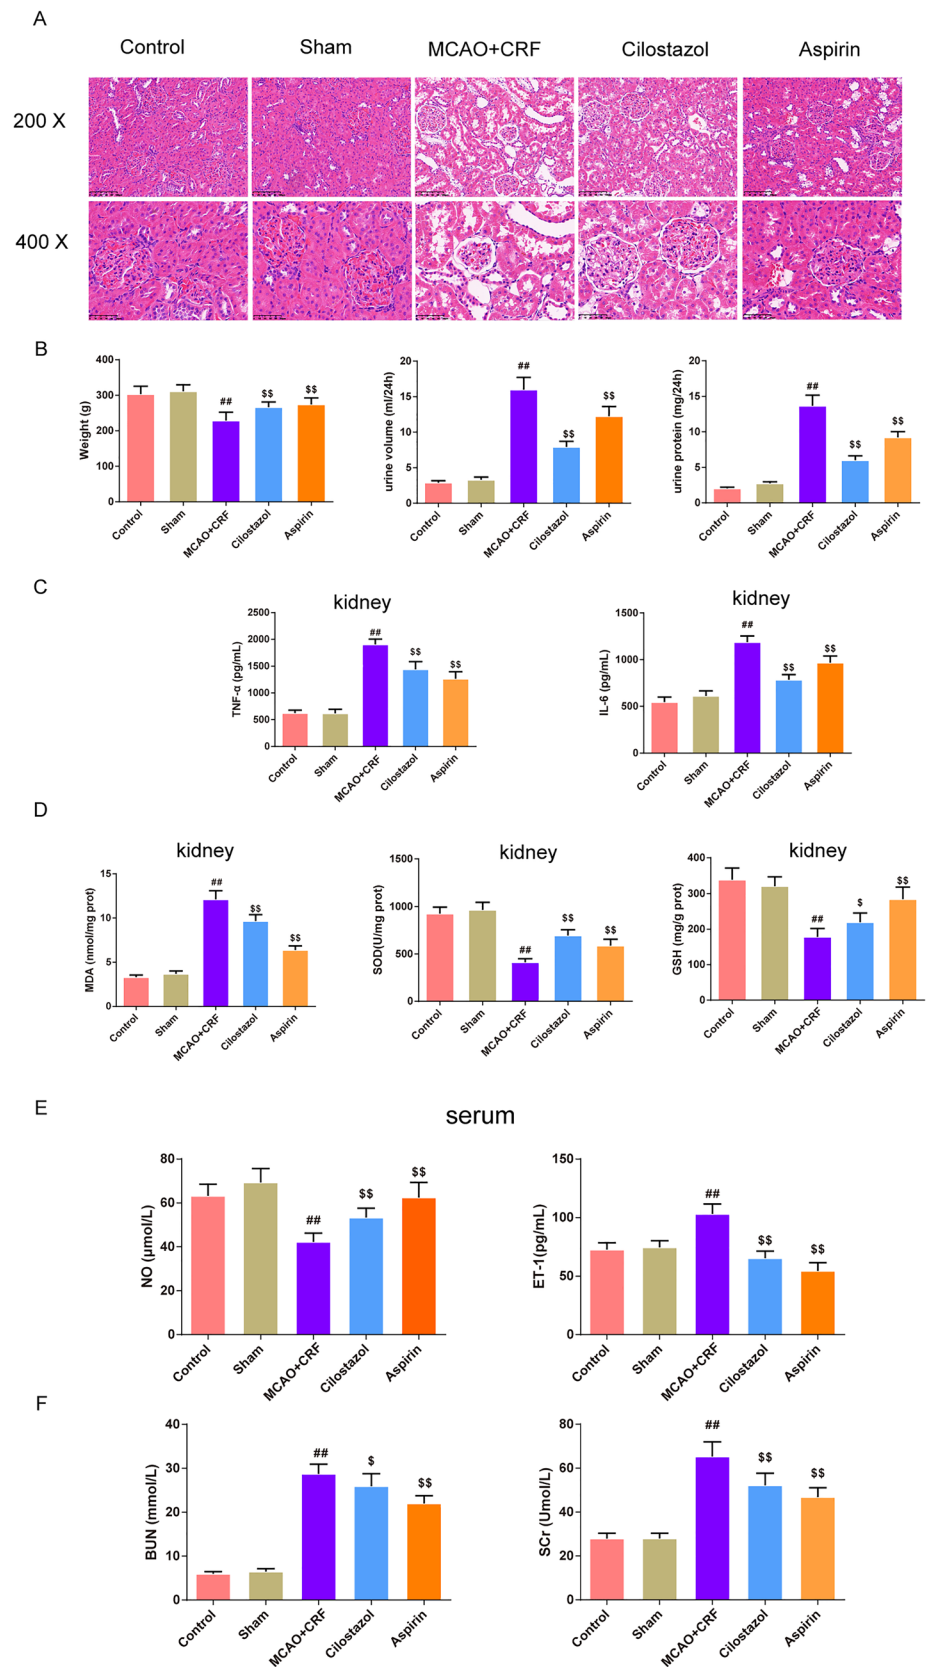 A
Control Sham MCAO+CRF Cilostazol Aspirin
200 X
400 X
B
Weight (g)
400
300
200
100
0
Control Sham MCAO+CRF Cilostazol Aspirin
## $$ $$
urine volume (ml/24h)
20
15
10
5
0
Control Sham MCAO+CRF Cilostazol Aspirin
## $$ $$
urine protein (mg/24h)
20
15
10
5
0
Control Sham MCAO+CRF Cilostazol Aspirin
## $$ $$
C
kidney
TNF-α (pg/mL)
2500
2000
1500
1000
500
0
Control Sham MCAO+CRF Cilostazol Aspirin
## $$ $$
kidney
IL-6 (pg/mL)
1500
1000
500
0
Control Sham MCAO+CRF Cilostazol Aspirin
## $$ $$
D
kidney
MDA (nmol/mg prot)
15
10
5
0
Control Sham MCAO+CRF Cilostazol Aspirin
## $$ $$
kidney
SOD(U/mg prot)
1500
1000
500
0
Control Sham MCAO+CRF Cilostazol Aspirin
## $$ $$
kidney
GSH (mg/g prot)
400
300
200
100
0
Control Sham MCAO+CRF Cilostazol Aspirin
## $ $$
E
serum
NO (μmol/L)
80
60
40
20
0
Control Sham MCAO+CRF Cilostazol Aspirin
## $$ $$
ET-1(pg/mL)
150
100
50
0
Control Sham MCAO+CRF Cilostazol Aspirin
## $$ $$
F
BUN (mmol/L)
40
30
20
10
0
Control Sham MCAO+CRF Cilostazol Aspirin
## $ $$
SCr (Umol/L)
80
60
40
20
0
Control Sham MCAO+CRF Cilostazol Aspirin
## $$ $$